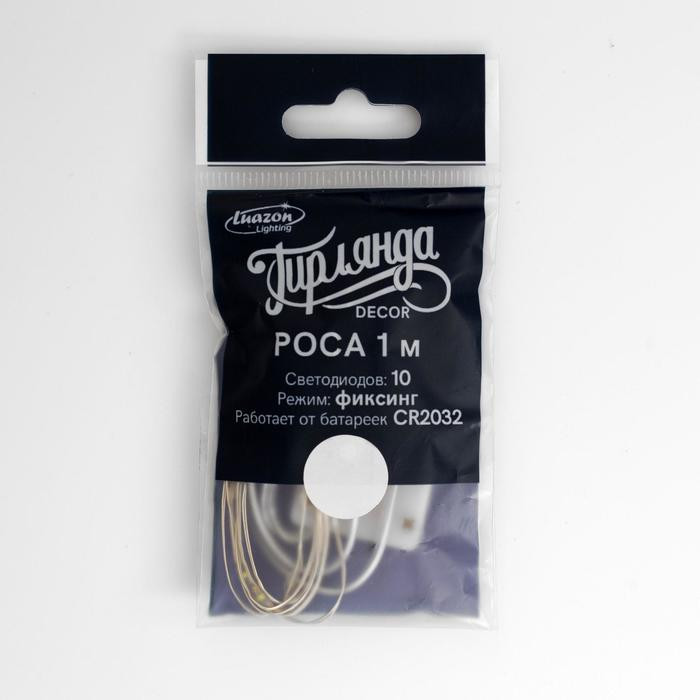 Luazon
Lighting
Гирлянда
DECOR
РОСА 1 м
Светодиодов: 10
Режим: фиксинг
Работает от батареек CR2032